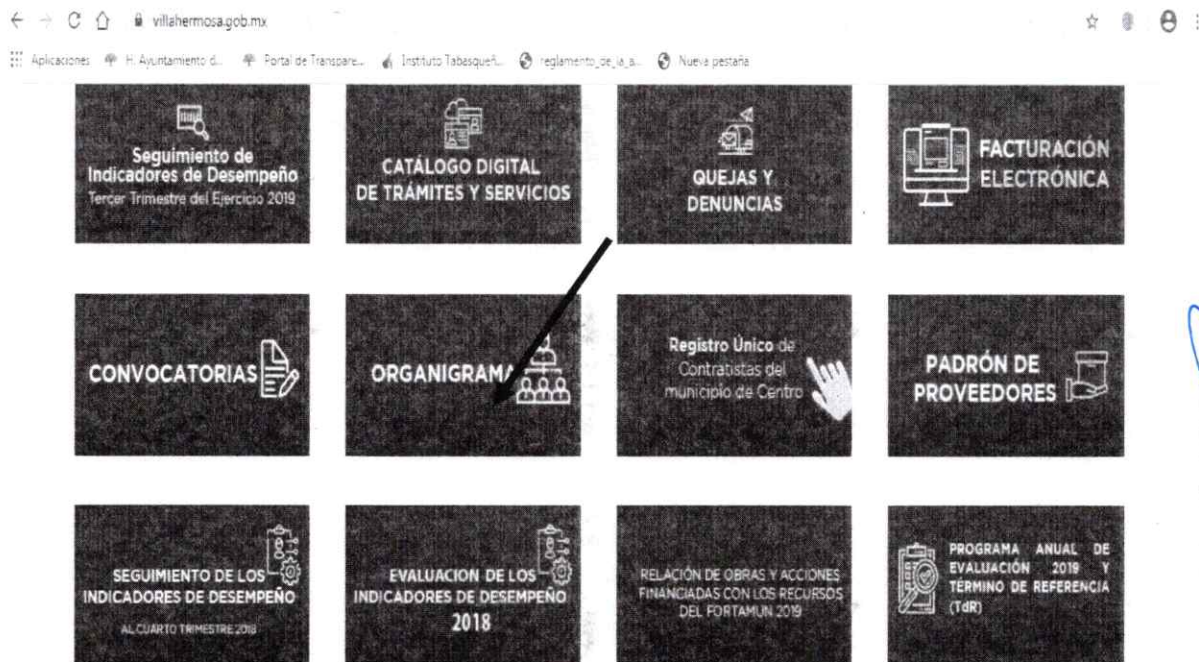 villahermosa.gob.mx
Aplicaciones H. Ayuntamiento d... Portal de Transpare... Instituto Tabasqueñ... reglamento_de_la_a... Nueva pestaña
Seguimiento de
Indicadores de Desempeño
Tercer Trimestre del Ejercicio 2019
CATÁLOGO DIGITAL
DE TRÁMITES Y SERVICIOS
QUEJAS Y
DENUNCIAS
FACTURACIÓN
ELECTRÓNICA
CONVOCATORIAS
ORGANIGRAMA
Registro Único de
Contratistas del
municipio de Centro
PADRÓN DE
PROVEEDORES
SEGUIMIENTO DE LOS
INDICADORES DE DESEMPEÑO
AL CUARTO TRIMESTRE 2018
EVALUACION DE LOS
INDICADORES DE DESEMPEÑO
2018
RELACIÓN DE OBRAS Y ACCIONES
FINANCIADAS CON LOS RECURSOS
DEL FORTAMUN 2019
PROGRAMA ANUAL DE
EVALUACIÓN 2019 Y
TÉRMINO DE REFERENCIA
(TdR)